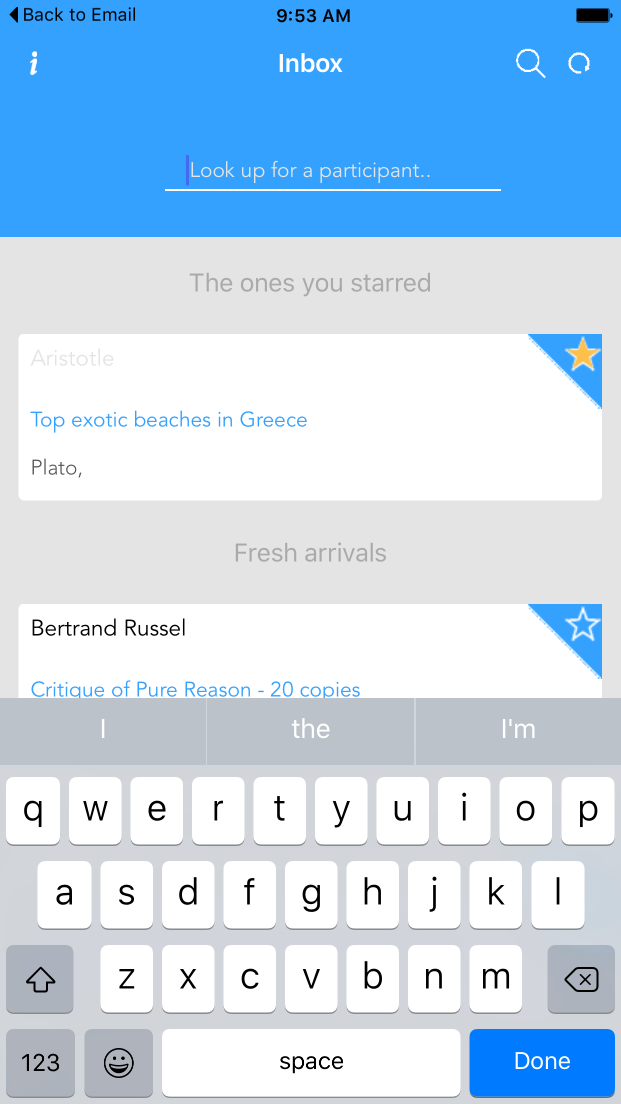 Back to Email 9:53 AM
i Inbox
Look up for a participant..
The ones you starred
Aristotle
Top exotic beaches in Greece
Plato,
Fresh arrivals
Bertrand Russel
Critique of Pure Reason - 20 copies
I the I'm
q w e r t y u i o p
a s d f g h j k l
z x c v b n m
123 space Done